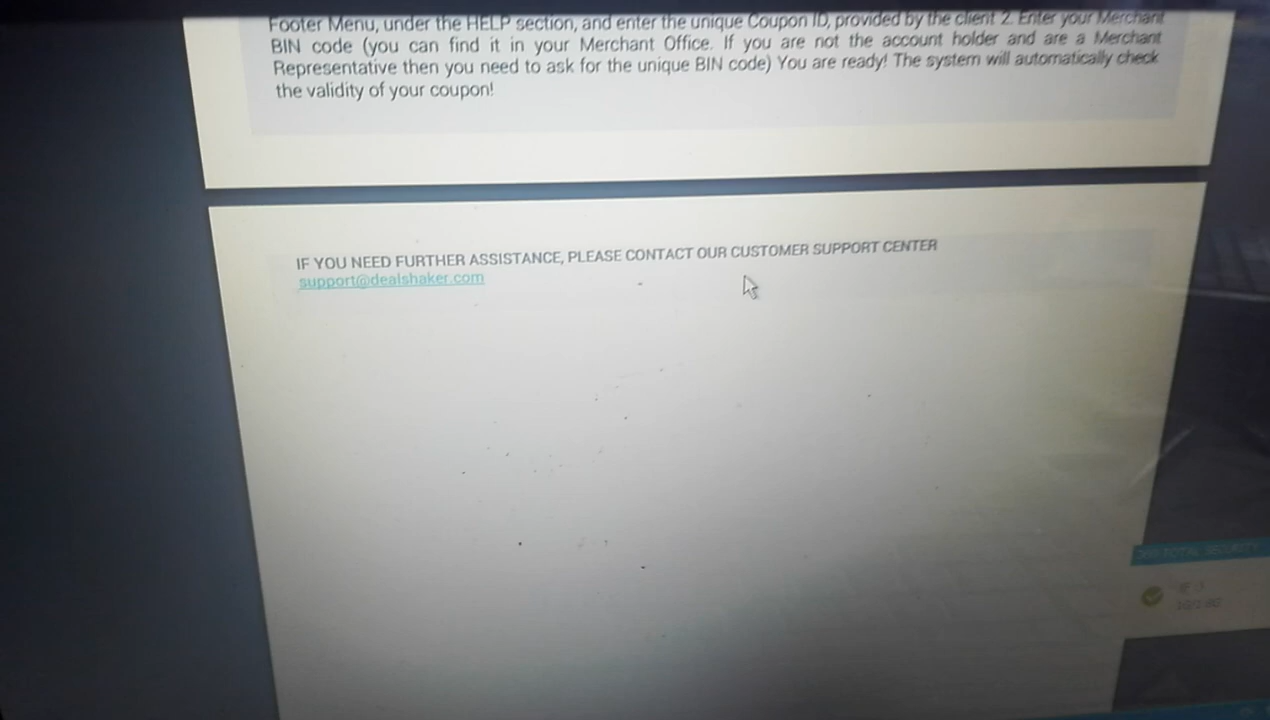 Footer Menu, under the HELP section, and enter the unique Coupon ID, provided by the client 2. Enter your Merchant
BIN code (you can find it in your Merchant Office. If you are not the account holder and are a Merchant
Representative then you need to ask for the unique BIN code) You are ready! The system will automatically check
the validity of your coupon!
IF YOU NEED FURTHER ASSISTANCE, PLEASE CONTACT OUR CUSTOMER SUPPORT CENTER
support@dealshaker.com
360 TOTAL SECURITY